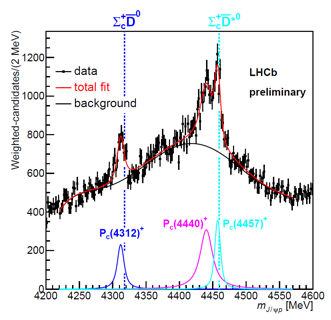 Σc+D̅0 Σc+D̅*0
Weighted-candidates/(2 MeV)
1200
1000
800
600
400
200
0
data
total fit
background
LHCb
preliminary
Pc(4312)+
Pc(4440)+
Pc(4457)+
4200 4250 4300 4350 4400 4450 4500 4550 4600
mJ/ψp [MeV]